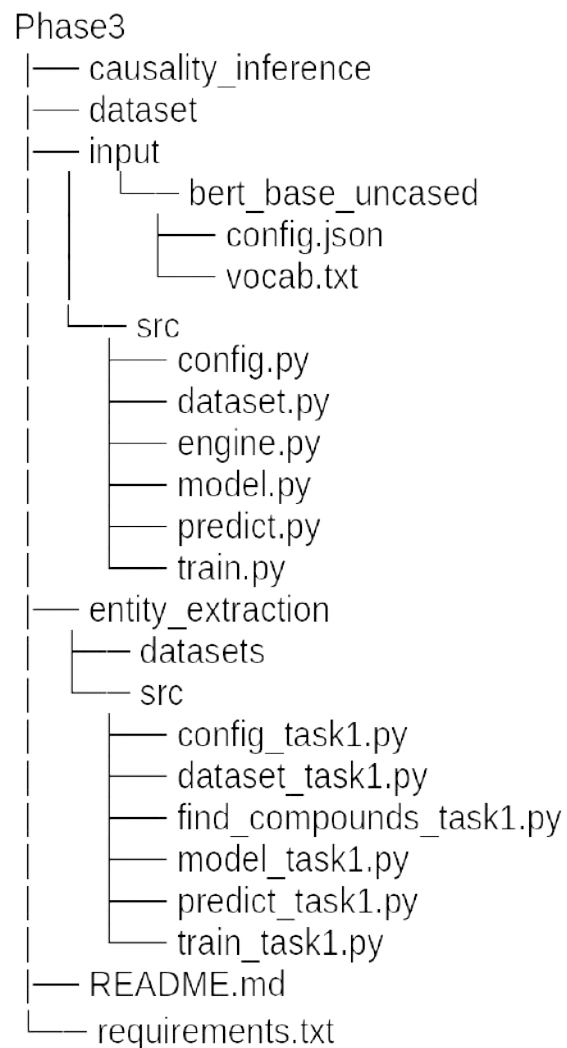 Phase3
causality_inference
dataset
input
bert_base_uncased
config.json
vocab.txt
src
config.py
dataset.py
engine.py
model.py
predict.py
train.py
entity_extraction
datasets
src
config_task1.py
dataset_task1.py
find_compounds_task1.py
model_task1.py
predict_task1.py
train_task1.py
README.md
requirements.txt